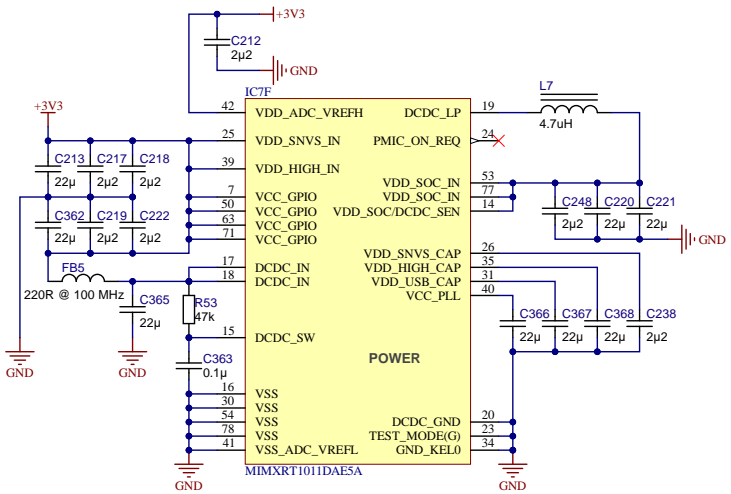 +3V3
C212
2µ2
GND
IC7F
L7
4.7uH
+3V3
42 VDD_ADC_VREFH DCDC_LP 19
25 VDD_SNVS_IN PMIC_ON_REQ 24
39 VDD_HIGH_IN
C213 C217 C218
22µ 2µ2 2µ2
VDD_SOC_IN 53
7 VCC_GPIO VDD_SOC_IN 77
50 VCC_GPIO VDD_SOC/DCDC_SEN 14
63 VCC_GPIO
71 VCC_GPIO
C248 C220 C221
2µ2 22µ 22µ
GND
C362 C219 C222
22µ 2µ2 2µ2
VDD_SNVS_CAP 26
17 DCDC_IN VDD_HIGH_CAP 35
18 DCDC_IN VDD_USB_CAP 31
VCC_PLL 40
FB5
220R @ 100 MHz
C365
22µ
R53
47k
C366 C367 C368 C238
22µ 22µ 22µ 2µ2
15 DCDC_SW
POWER
C363
0.1µ
GND
GND
16 VSS
30 VSS
54 VSS DCDC_GND 20
78 VSS TEST_MODE(G) 23
41 VSS_ADC_VREFL GND_KEL0 34
MIMXRT1011DAE5A
GND
GND